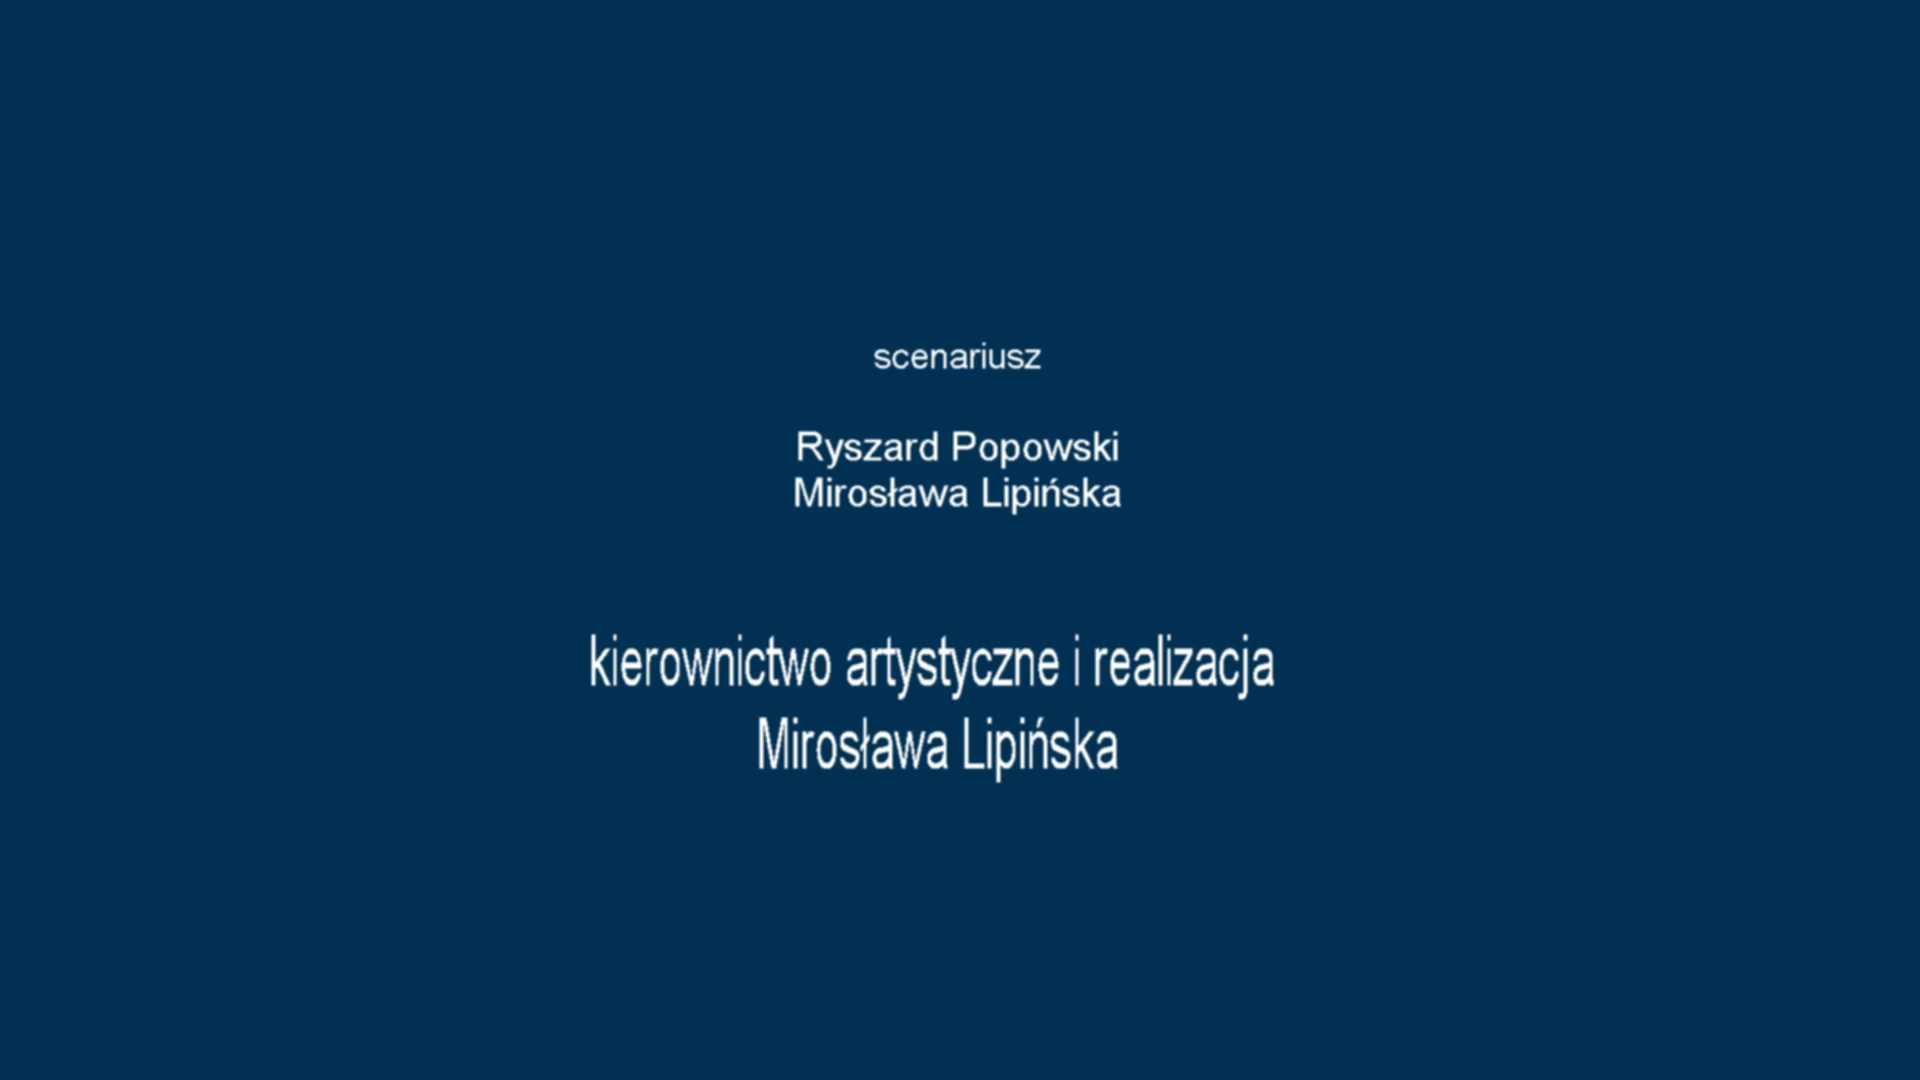 scenariusz
Ryszard Popowski
Mirosława Lipińska
kierownictwo artystyczne i realizacja
Mirosława Lipińska